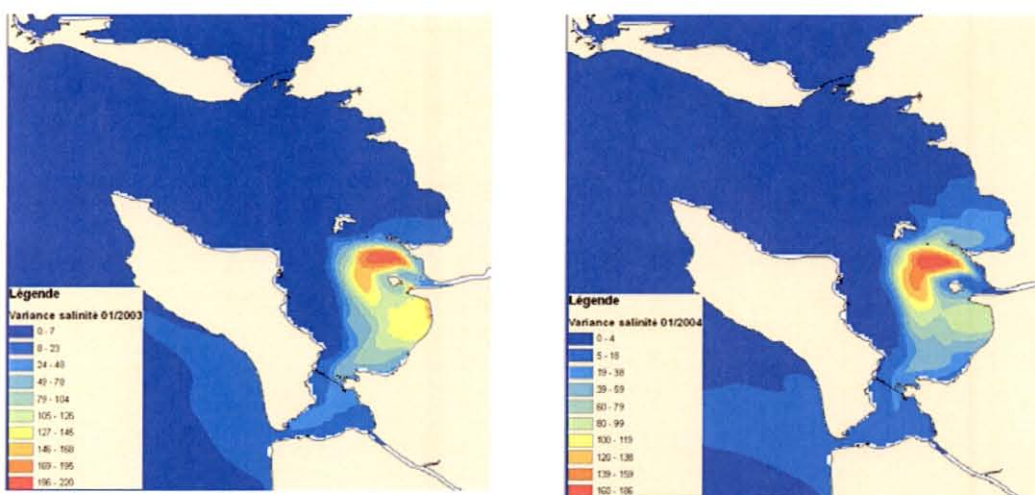 Légende
Variance salinité 01/2003
0 - 7
8 - 23
24 - 48
49 - 78
79 - 104
105 - 126
127 - 145
146 - 168
169 - 195
196 - 220
Légende
Variance salinité 01/2004
0 - 4
5 - 18
19 - 38
39 - 59
60 - 79
80 - 99
100 - 119
120 - 138
139 - 159
160 - 186